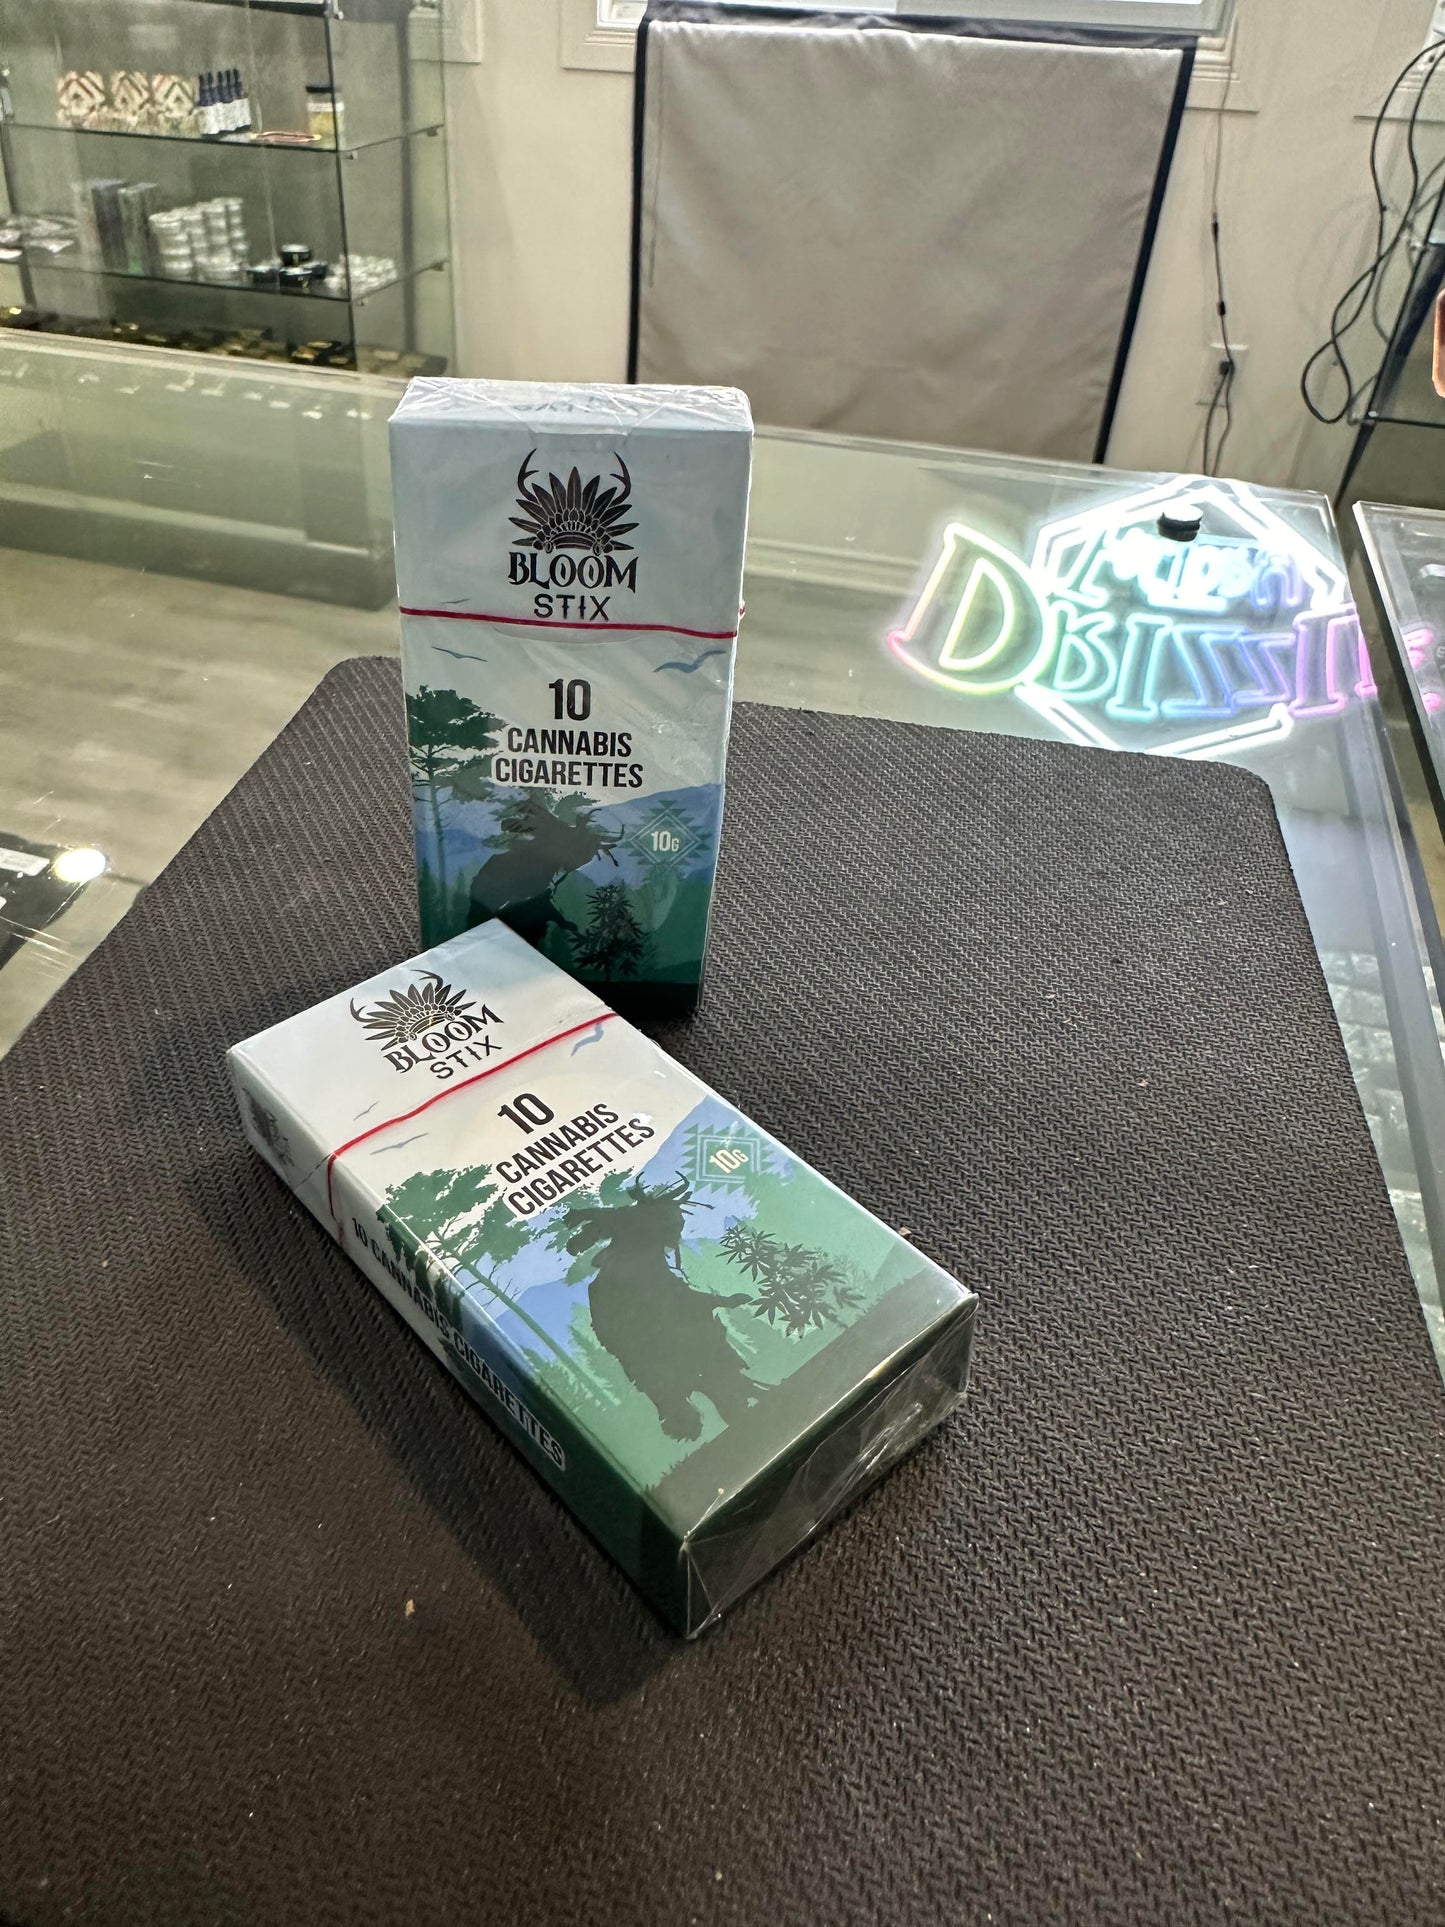 BLOOM
STIX
10
CANNABIS
CIGARETTES
10G
BLOOM
STIX
10
CANNABIS
CIGARETTES
10G
10 CANNABIS CIGARETTES